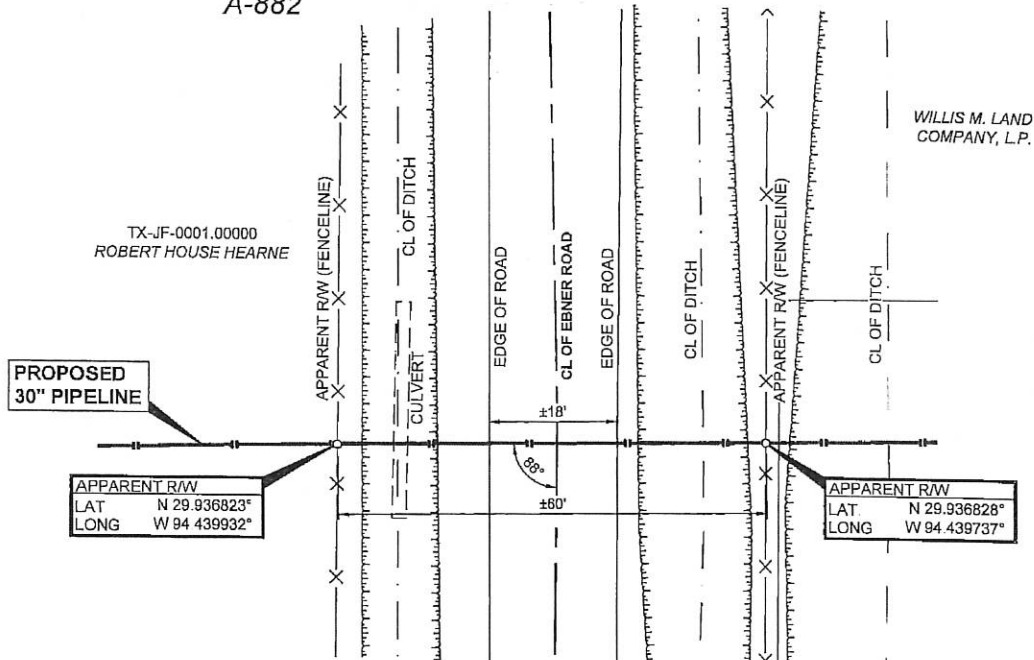 A-882
WILLIS M. LAND
COMPANY, L.P.
TX-JF-0001.00000
ROBERT HOUSE HEARNE
APPARENT R/W (FENCELINE)
CL OF DITCH
CULVERT
EDGE OF ROAD
CL OF EBNER ROAD
EDGE OF ROAD
CL OF DITCH
APPARENT R/W (FENCELINE)
CL OF DITCH
PROPOSED
30" PIPELINE
±18'
88°
±60'
APPARENT R/W
LAT N 29.936823°
LONG W 94.439932°
APPARENT R/W
LAT. N 29.936828°
LONG W 94.439737°